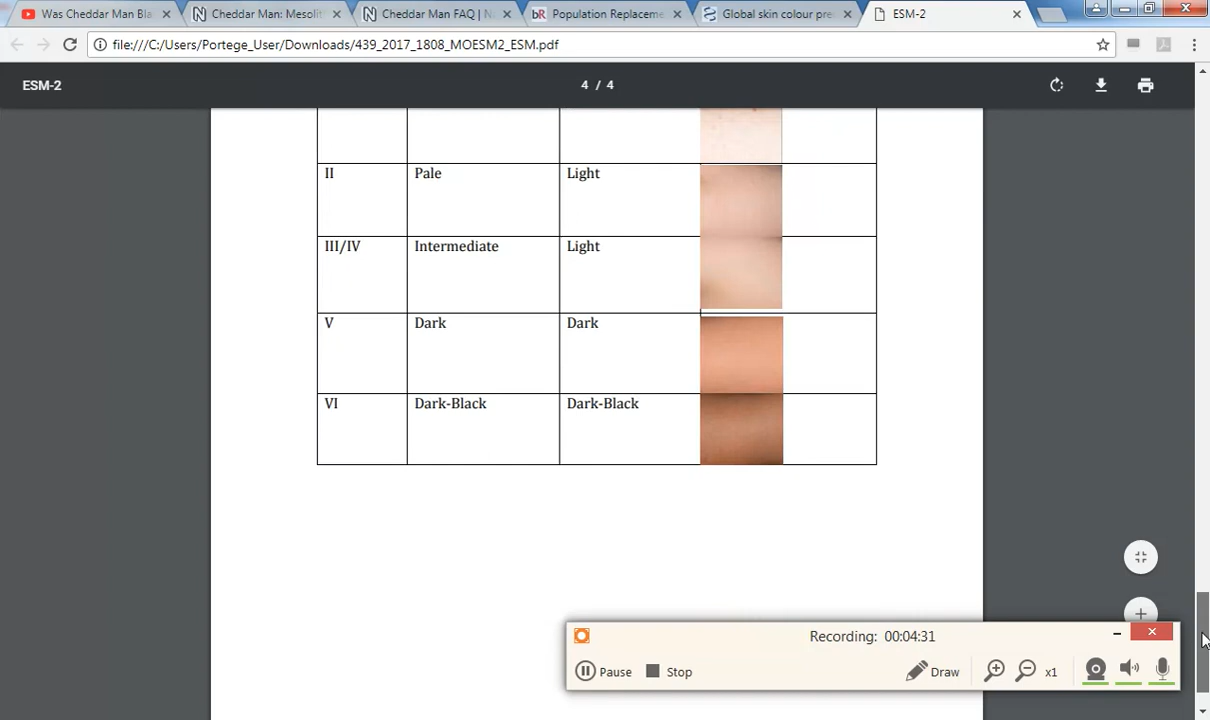 Was Cheddar Man Bla
Cheddar Man: Mesolit
Cheddar Man FAQ | N
bR Population Replaceme
Global skin colour pre
ESM-2
file:///C:/Users/Portege_User/Downloads/439_2017_1808_MOESM2_ESM.pdf
ESM-2
4 / 4
II Pale Light
III/IV Intermediate Light
V Dark Dark
VI Dark-Black Dark-Black
Recording: 00:04:31
Pause Stop Draw x1